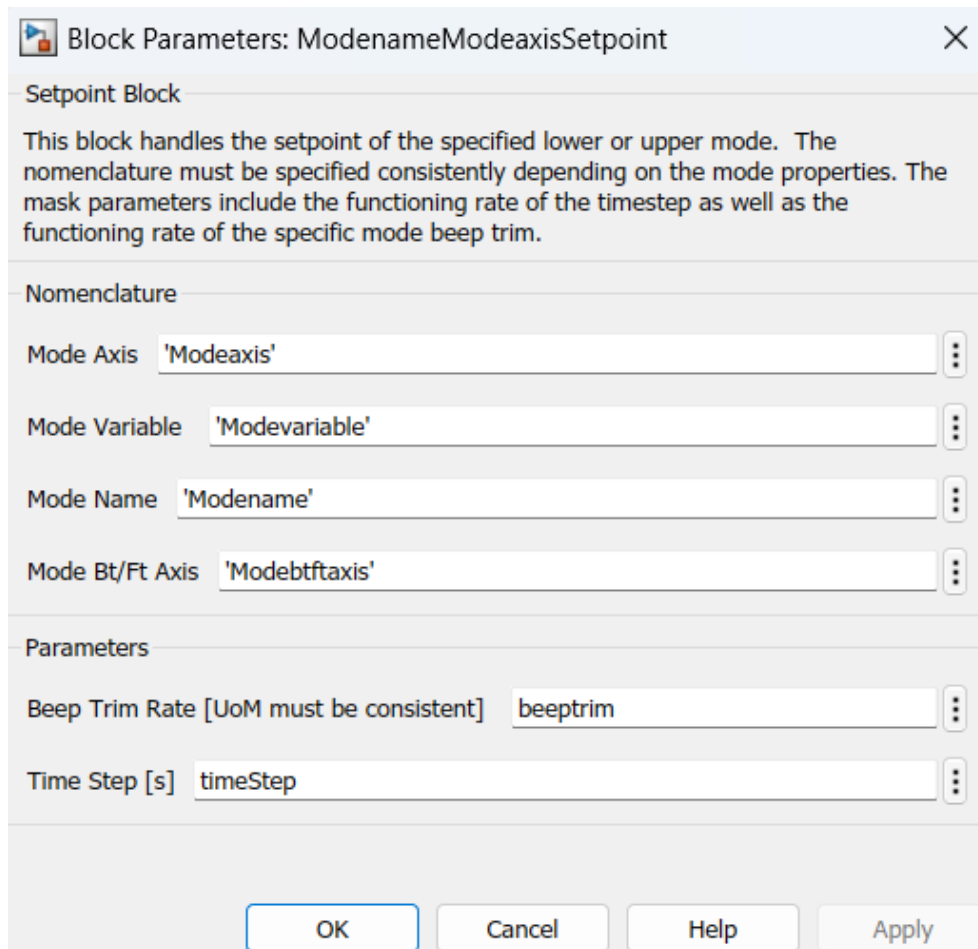 Block Parameters: ModenameModeaxisSetpoint
Setpoint Block
This block handles the setpoint of the specified lower or upper mode.  The
nomenclature must be specified consistently depending on the mode properties. The
mask parameters include the functioning rate of the timestep as well as the
functioning rate of the specific mode beep trim.
Nomenclature
Mode Axis 'Modeaxis'
Mode Variable 'Modevariable'
Mode Name 'Modename'
Mode Bt/Ft Axis 'Modebtftaxis'
Parameters
Beep Trim Rate [UoM must be consistent] beeptrim
Time Step [s] timeStep
OK Cancel Help Apply